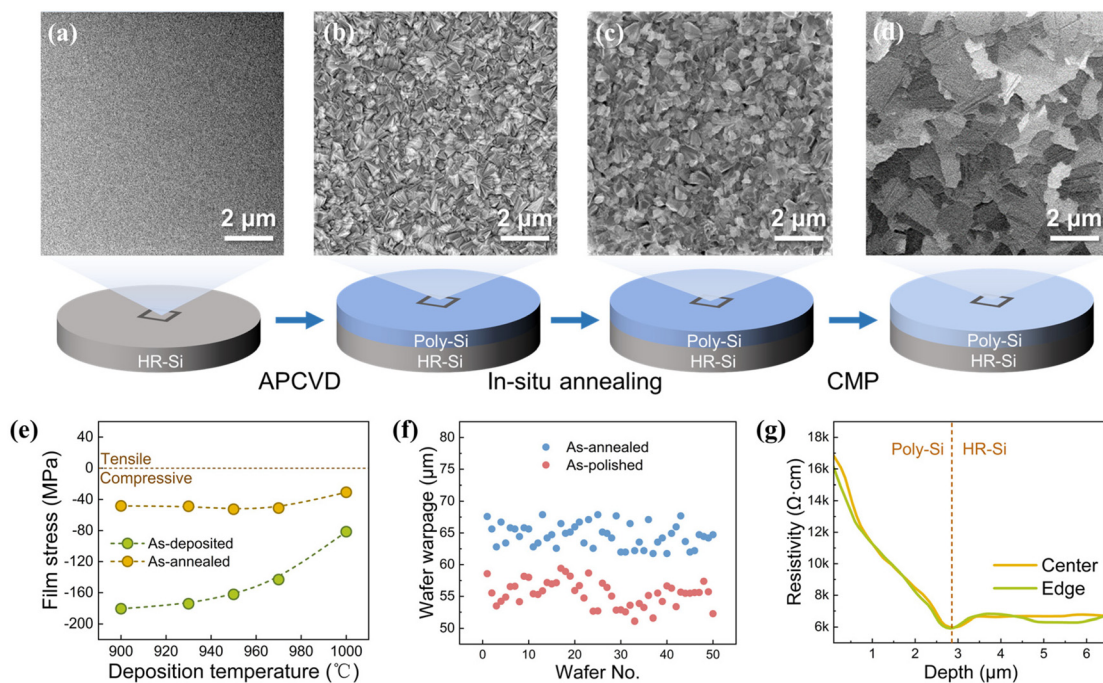 (a)
(b)
(c)
(d)
2 μm
2 μm
2 μm
2 μm
HR-Si
Poly-Si
HR-Si
Poly-Si
HR-Si
Poly-Si
HR-Si
APCVD
In-situ annealing
CMP
(e)
40
0
-40
-80
-120
-160
-200
Film stress (MPa)
Tensile
Compressive
As-deposited
As-annealed
900 920 940 960 980 1000
Deposition temperature (℃)
(f)
80
75
70
65
60
55
50
Wafer warpage (μm)
As-annealed
As-polished
0 10 20 30 40 50
Wafer No.
(g)
18k
16k
14k
12k
10k
8k
6k
Resistivity (Ω·cm)
Poly-Si
HR-Si
Center
Edge
1 2 3 4 5 6
Depth (μm)